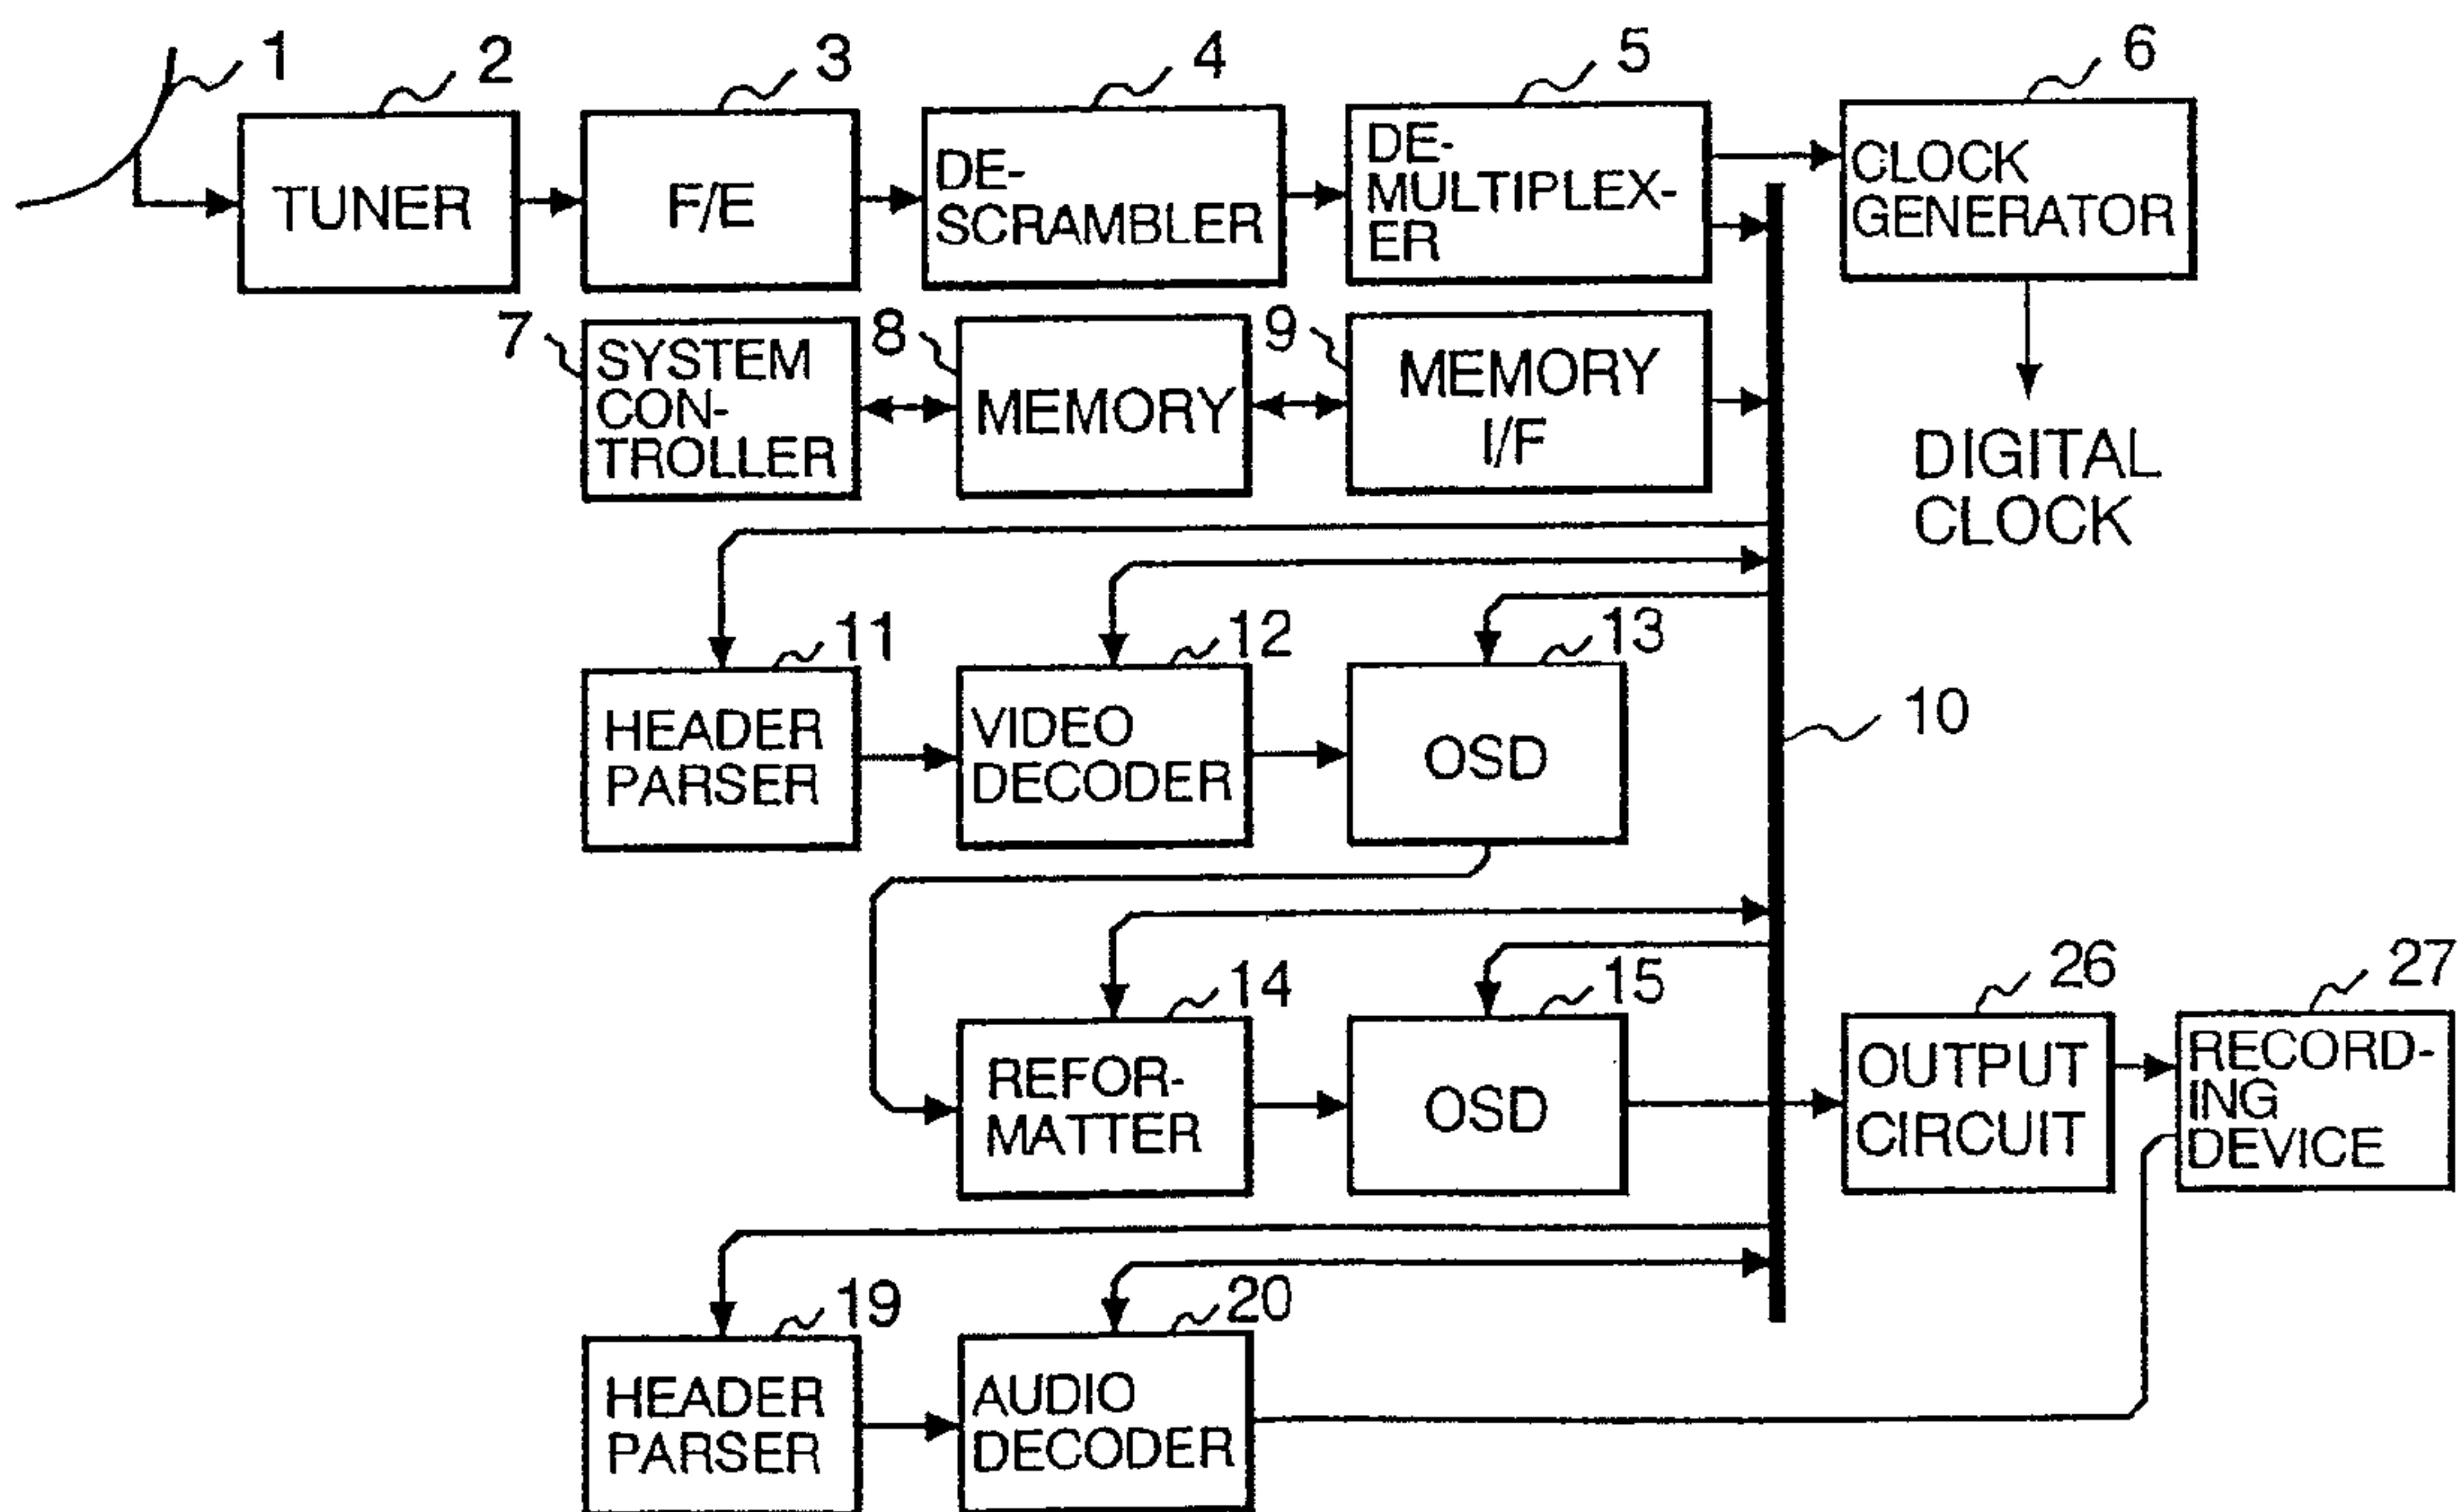 1
2
3
4
5
6
TUNER
F/E
DE-
SCRAMBLER
DE-
MULTIPLEX-
ER
CLOCK
GENERATOR
7
8
9
SYSTEM
CON-
TROLLER
MEMORY
MEMORY
I/F
DIGITAL
CLOCK
11
12
13
HEADER
PARSER
VIDEO
DECODER
OSD
10
14
15
26
27
REFOR-
MATTER
OSD
OUTPUT
CIRCUIT
RECORD-
ING
DEVICE
19
20
HEADER
PARSER
AUDIO
DECODER